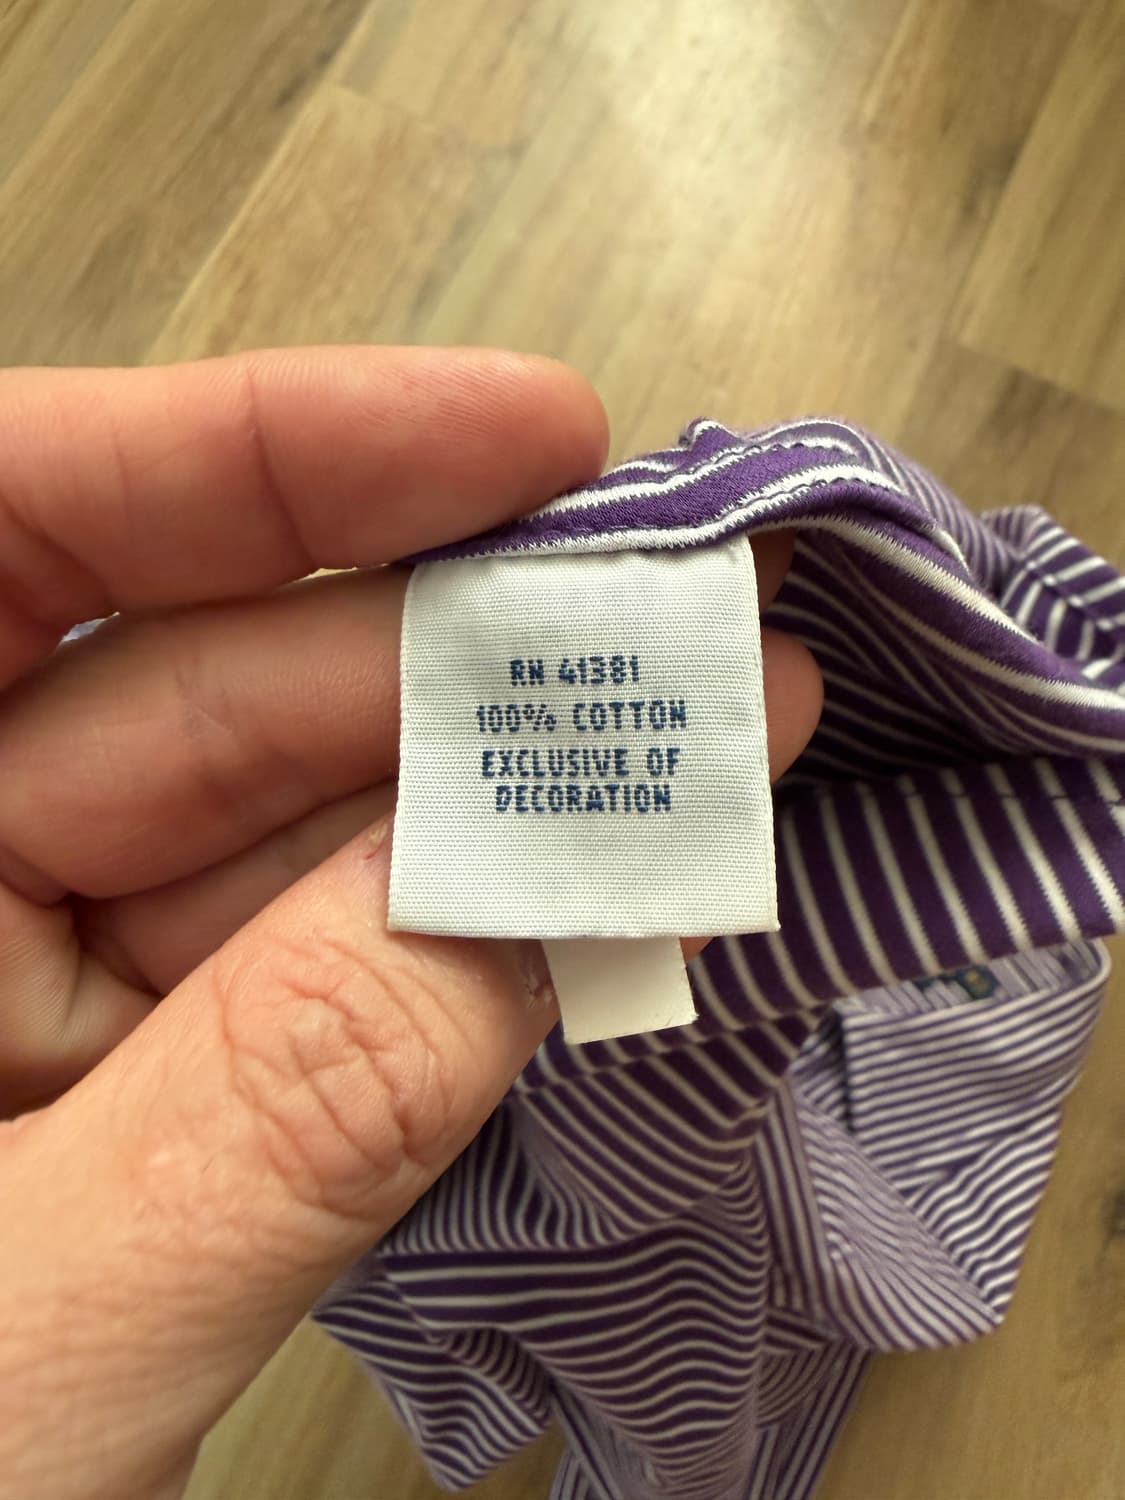 RN 41381
100% COTTON
EXCLUSIVE OF
DECORATION